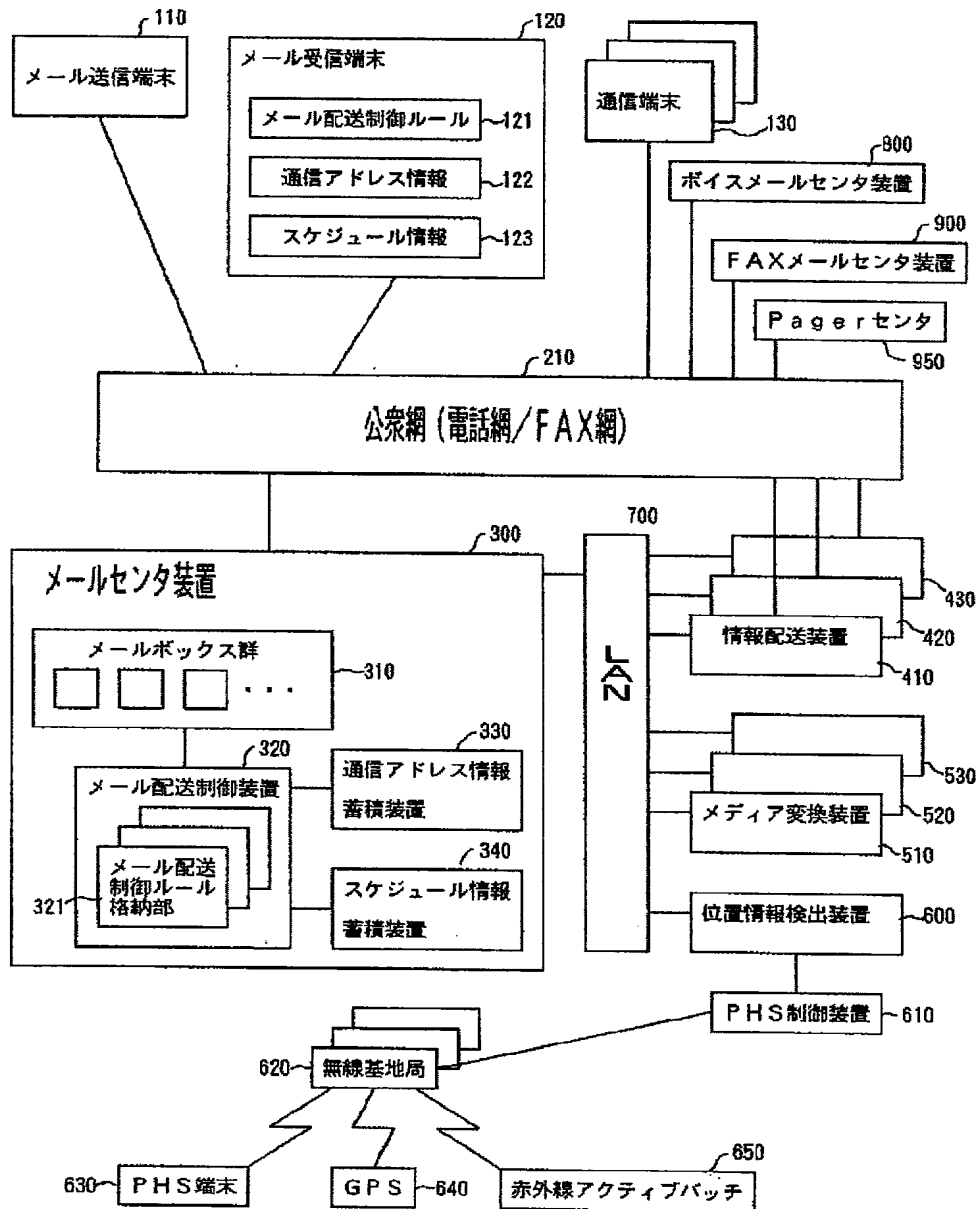 110
メール送信端末
120
メール受信端末
メール配送制御ルール
121
通信アドレス情報
122
スケジュール情報
123
通信端末
130
800
ボイスメールセンタ装置
900
FAXメールセンタ装置
Pagerセンタ
950
210
公衆網(電話網/FAX網)
300
メールセンタ装置
メールボックス群
・・・
310
320
メール配送制御装置
メール配送
制御ルール
格納部
321
330
通信アドレス情報
蓄積装置
340
スケジュール情報
蓄積装置
700
LAN
430
420
情報配送装置
410
530
520
メディア変換装置
510
位置情報検出装置
600
PHS制御装置
610
620
無線基地局
630
PHS端末
GPS
640
650
赤外線アクティブバッチ